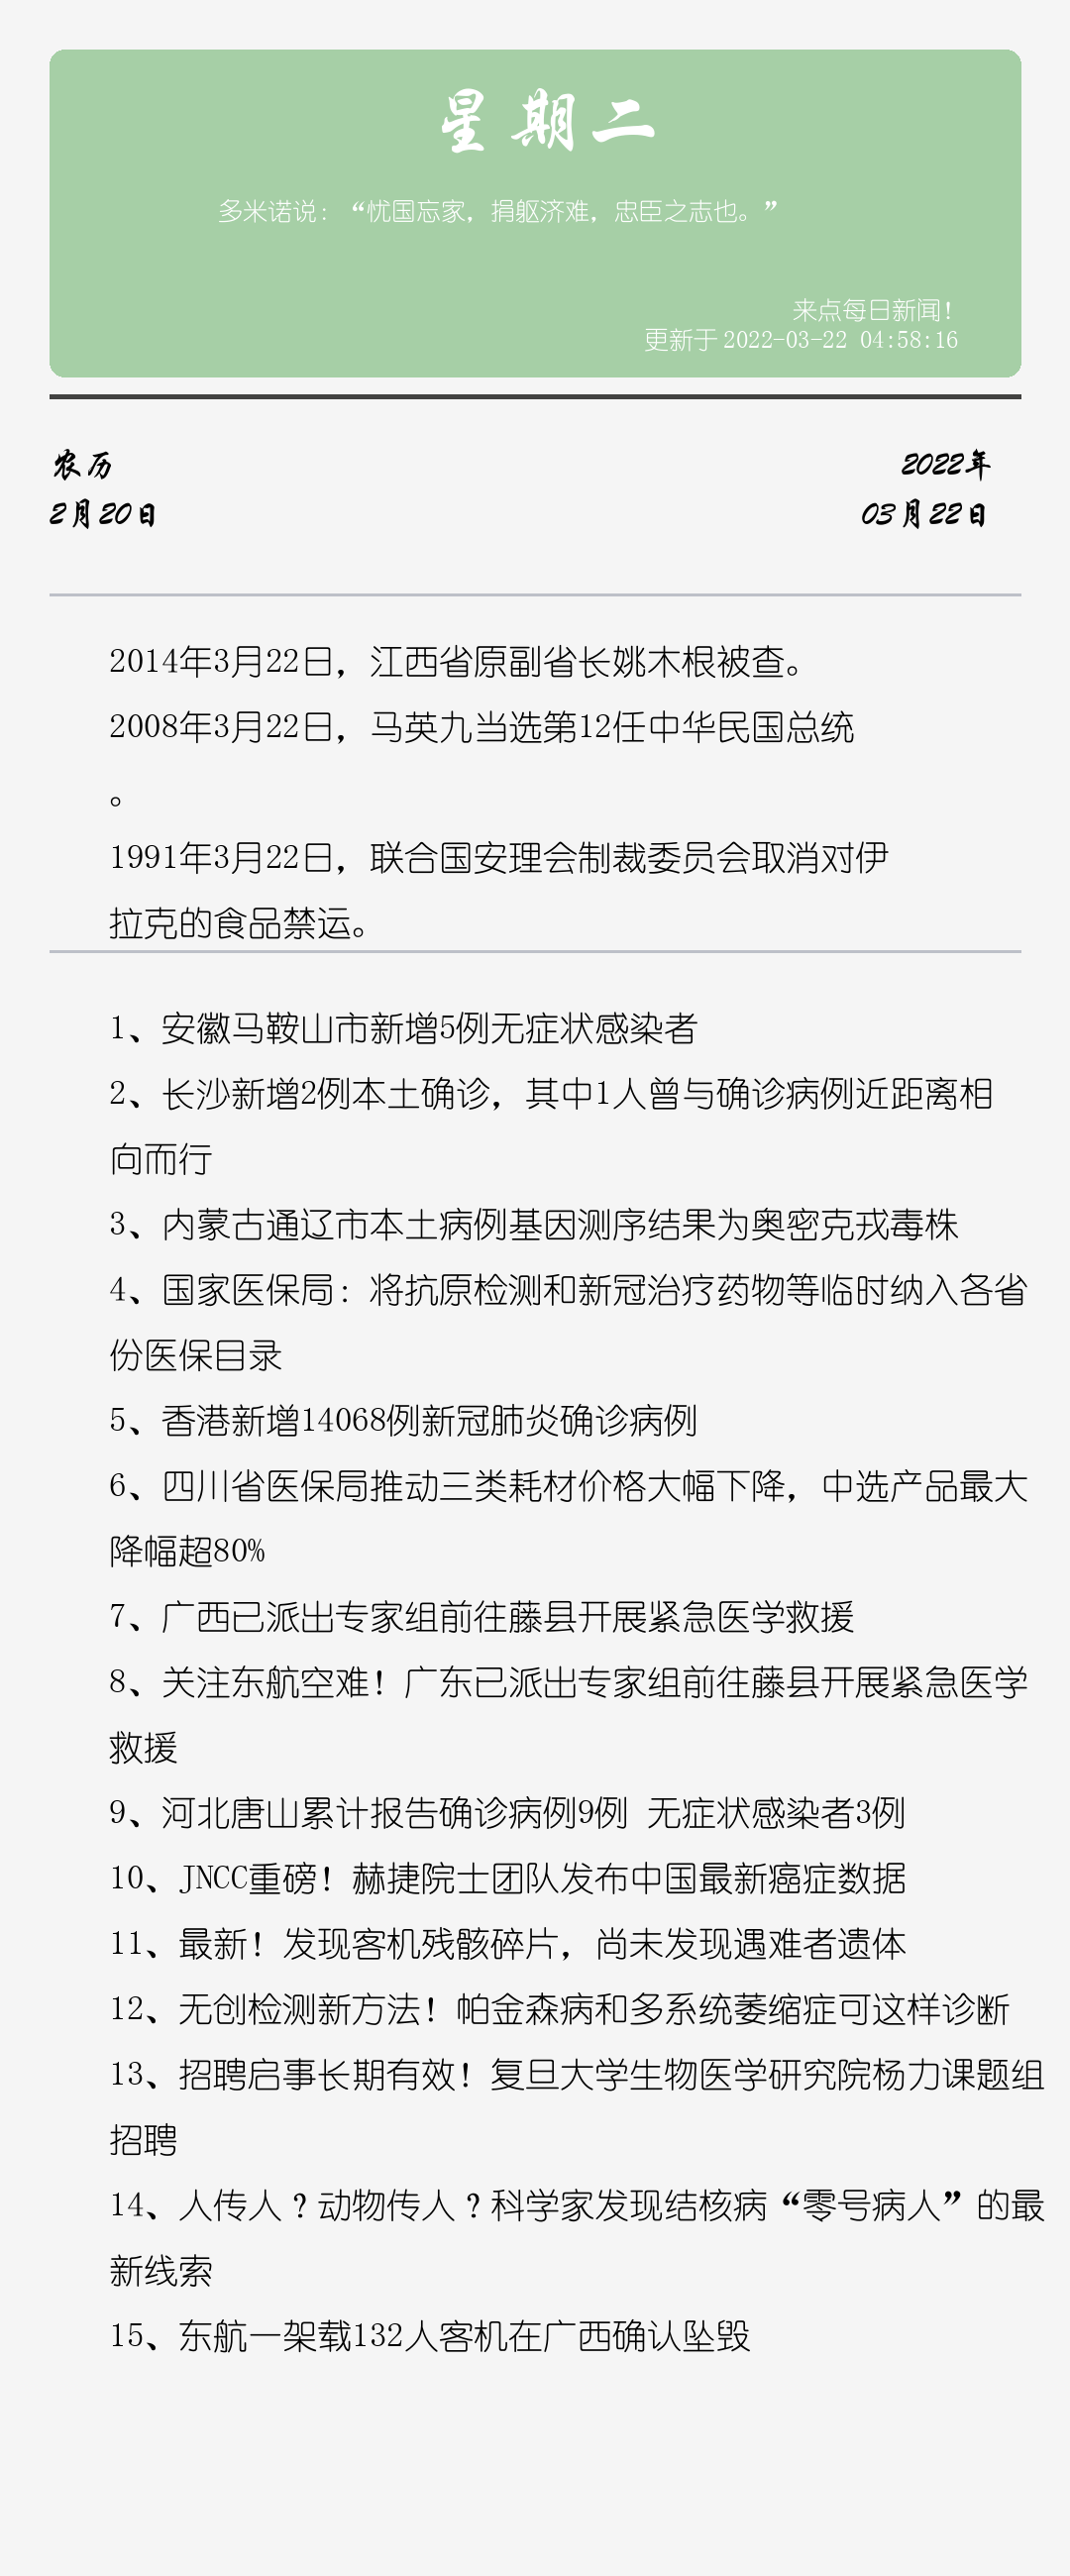 星期二
多米诺说：“忧国忘家，捐躯济难，忠臣之志也。”
来点每日新闻！
更新于 2022-03-22 04:58:16
农历
2022年
2月20日
03月22日
2014年3月22日，江西省原副省长姚木根被查。
2008年3月22日，马英九当选第12任中华民国总统
。
1991年3月22日，联合国安理会制裁委员会取消对伊
拉克的食品禁运。
1、安徽马鞍山市新增5例无症状感染者
2、长沙新增2例本土确诊，其中1人曾与确诊病例近距离相
向而行
3、内蒙古通辽市本土病例基因测序结果为奥密克戎毒株
4、国家医保局：将抗原检测和新冠治疗药物等临时纳入各省
份医保目录
5、香港新增14068例新冠肺炎确诊病例
6、四川省医保局推动三类耗材价格大幅下降，中选产品最大
降幅超80%
7、广西已派出专家组前往藤县开展紧急医学救援
8、关注东航空难！广东已派出专家组前往藤县开展紧急医学
救援
9、河北唐山累计报告确诊病例9例 无症状感染者3例
10、JNCC重磅！赫捷院士团队发布中国最新癌症数据
11、最新！发现客机残骸碎片，尚未发现遇难者遗体
12、无创检测新方法！帕金森病和多系统萎缩症可这样诊断
13、招聘启事长期有效！复旦大学生物医学研究院杨力课题组
招聘
14、人传人？动物传人？科学家发现结核病“零号病人”的最
新线索
15、东航一架载132人客机在广西确认坠毁